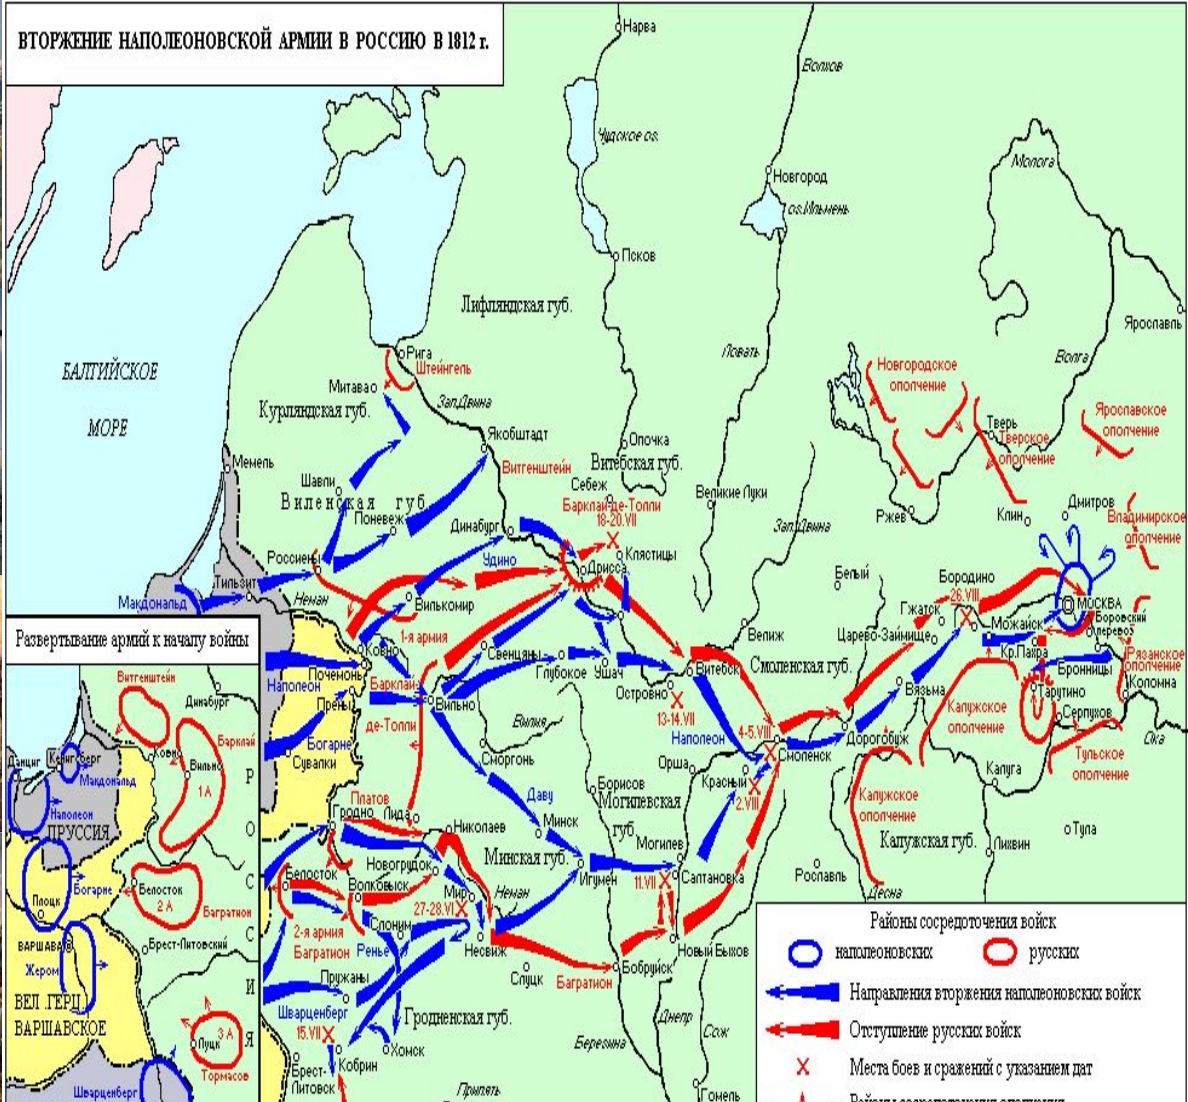 ВТОРЖЕНИЕ НАПОЛЕОНОВСКОЙ АРМИИ В РОССИЮ В 1812 г.
Нарва
Волхов
Чудское оз.
Молога
Новгород
оз.Ильмень
Псков
Лифляндская губ.
Ярославль
Ловать
Волга
БАЛТИЙСКОЕ
МОРЕ
Рига
Штейнгель
Митава
Курляндская губ.
Зап.Двина
Новгородское
ополчение
Ярославское
ополчение
Тверь
Тверское
ополчение
Якобштадт
Опочка
Витгенштейн
Витебская губ.
Мемель
Шавли
Виленская губ
Себеж
Барклай-де-Толли
18-20.VII
Великие Луки
Ржев
Клин
Дмитров
Владимирское
ополчение
Поневеж
Динабург
Зап.Двина
Клястицы
Россиены
Удино
Дрисса
Тильзит
Неман
Макдональд
Вилькомир
Белый
Бородино
26.VIII
Гжатск
МОСКВА
Можайск
Боровский
перевоз
1-я армия
Царево-Займище
Велиж
Кр.Пахра
Рязанское
ополчение
Ковно
Свенцяны
Глубокое
Ушач
Витебск
Смоленская губ.
Бронницы
Наполеон
Почемонь
Барклай
де-Толли
Прены
Вильно
Островно
13-14.VII
Вязьма
Калужское
ополчение
Тарутино
Коломна
Серпухов
Богарне
Вилия
Наполеон
4-5.VIII
Дорогобуж
Смоленск
Ока
Сувалки
Сморгонь
Орша
Красный
2.VIII
Тульское
ополчение
Калуга
Борисов
Могилевская
губ
Даву
Платов
Гродно
Лида
Николаев
Минск
Минская губ.
Могилев
Калужское
ополчение
Калужская губ.
Тула
Лихвин
Новогрудок
Игумен
Салтановка
11.VII
Рославль
Десна
Белосток
Волковыск
Мир
27-28.VI
Неман
Слоним
2-я армия
Багратион
Ренье
Несвиж
Слуцк
Багратион
Бобруйск
Новый Быхов
Пружаны
Шварценберг
15.VII
Гродненская губ.
Днепр
Сож
Березина
Кобрин
Хомск
Брест-
Литовск
Припять
Гомель
Развертывание армий к началу войны
Витгенштейн
Динабург
Данциг
Кенигсберг
Макдональд
Ковно
Барклай
Вильно
1 А
Наполеон
ПРУССИЯ
Белосток
2 А
Багратион
Плоцк
Богарне
ВАРШАВА
Жером
Брест-Литовский
ВЕЛ .ГЕРЦ
ВАРШАВСКОЕ
3 А
Луцк
Тормасов
Шварценберг
Р
О
С
С
И
Я
Районы сосредоточения войск
наполеоновских
русских
Направления вторжения наполеоновских войск
Отступление русских войск
Места боев и сражений с указанием дат